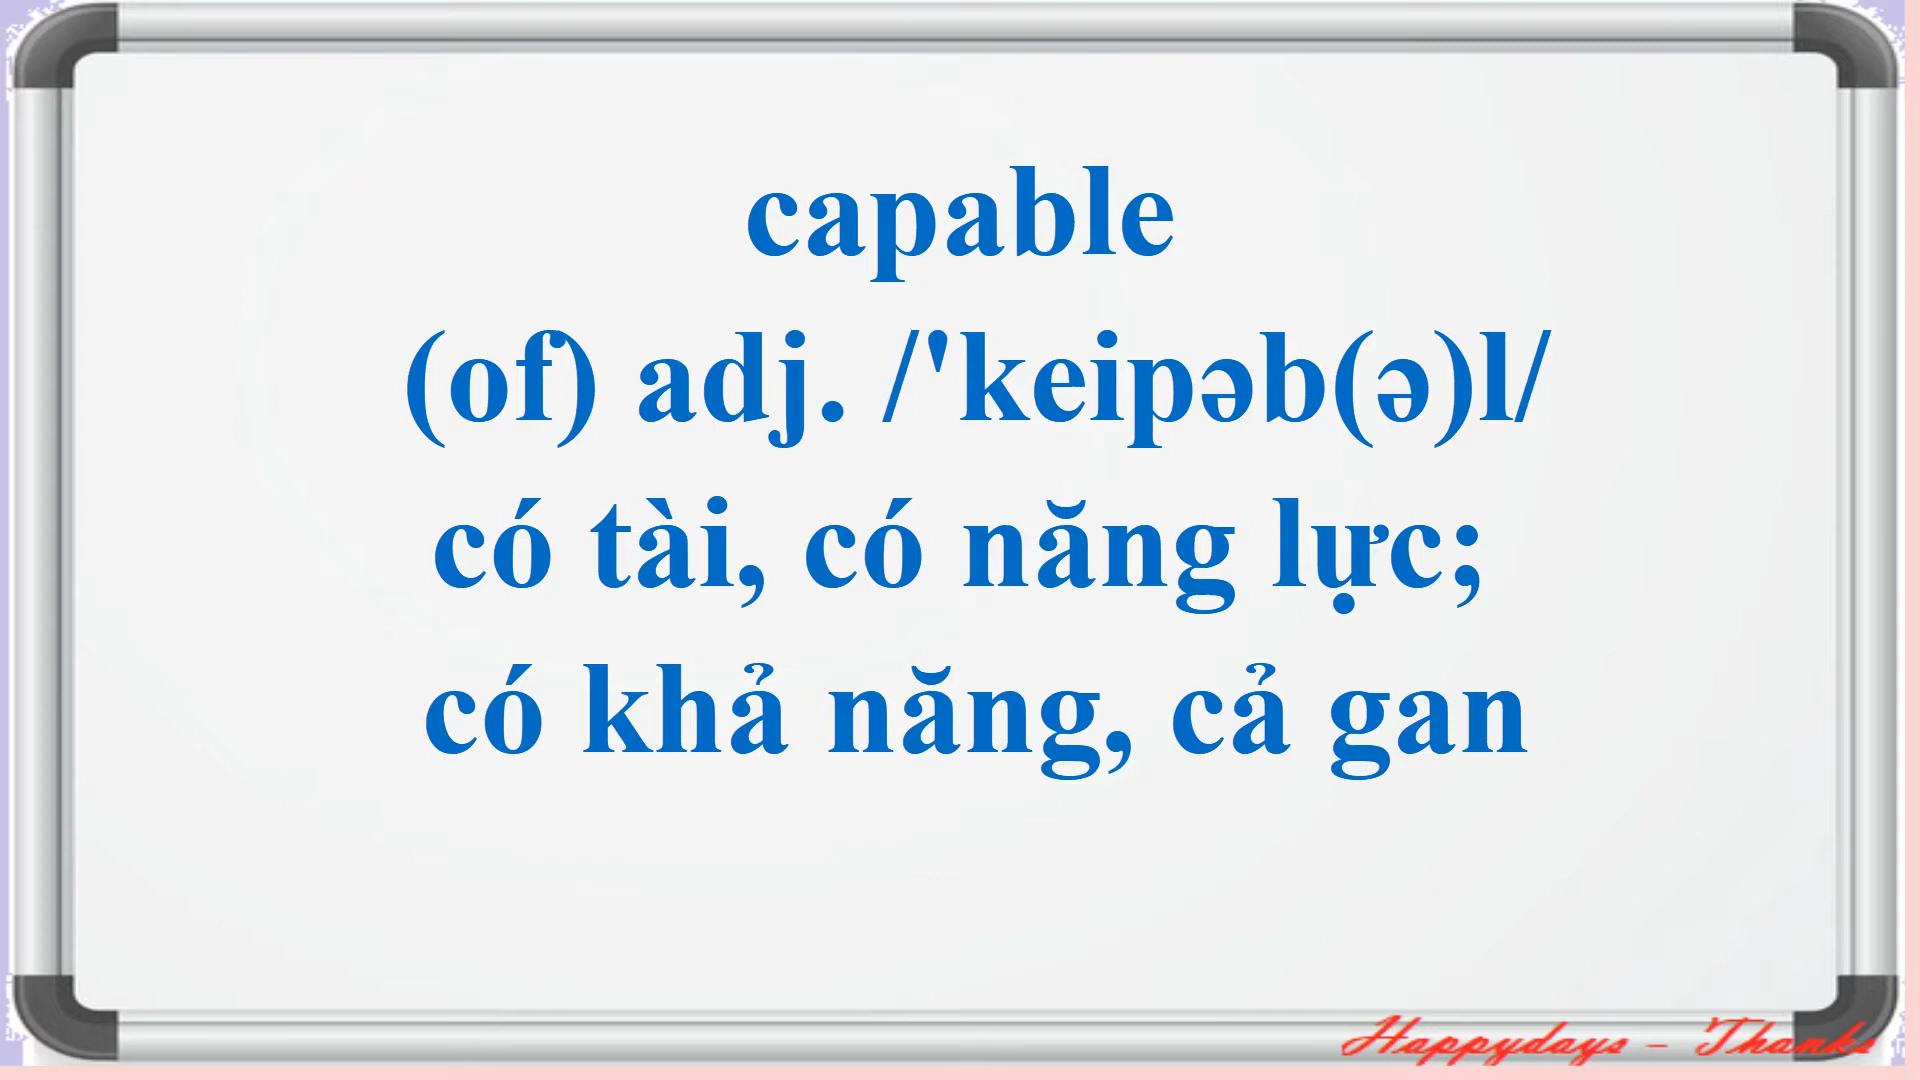 capable
(of) adj. /'keipəb(ə)l/
có tài, có năng lực;
có khả năng, cả gan
Happydays - Thanks